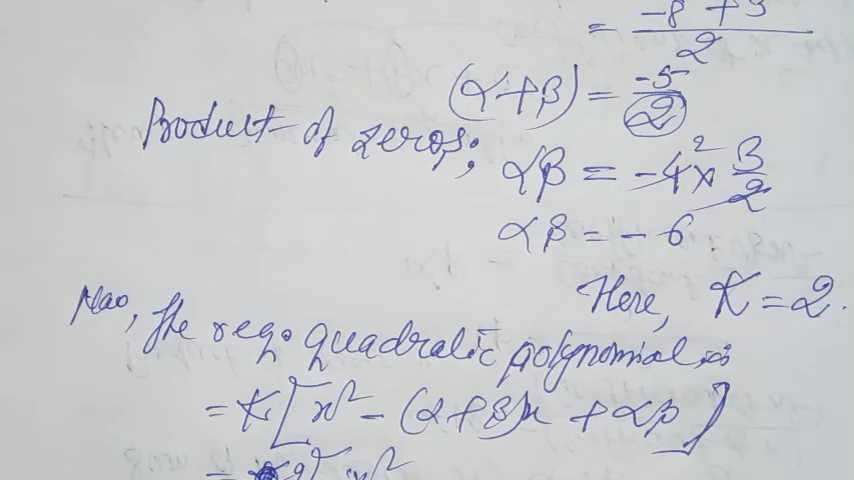 = -8 + 3 / 2
(α+β) = -5 / 2
Product of zeros; αβ = -4² × 3 / 2
αβ = - 6
Here, K = 2.
Now, the req. quadratic polynomial is
= K[x² - (α+β)x + αβ]